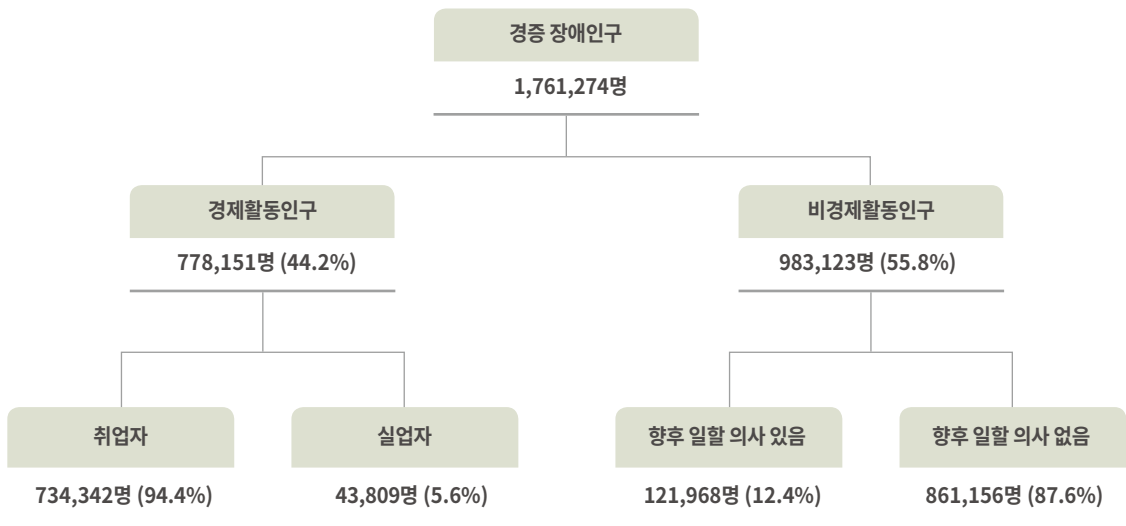 경증 장애인구
1,761,274명
경제활동인구
비경제활동인구
778,151명 (44.2%)
983,123명 (55.8%)
취업자
실업자
향후 일할 의사 있음
향후 일할 의사 없음
734,342명 (94.4%)
43,809명 (5.6%)
121,968명 (12.4%)
861,156명 (87.6%)